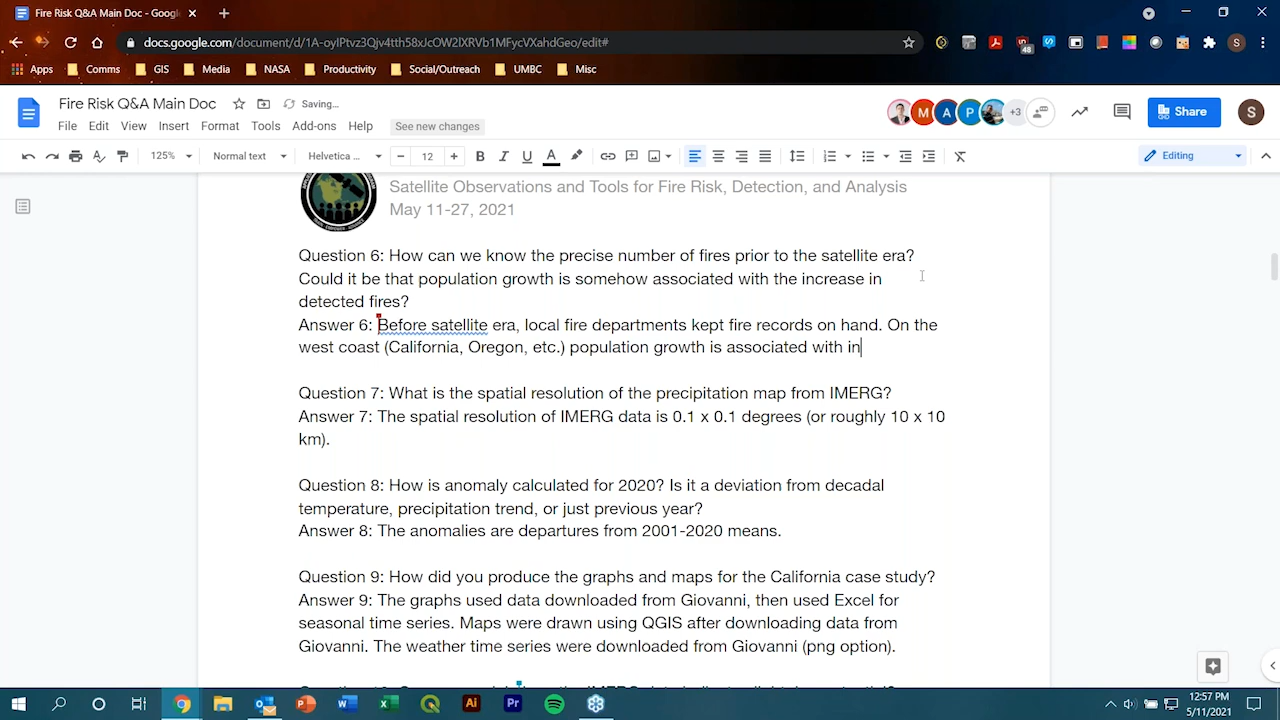 Fire Risk Q&A Main Doc - Goog
docs.google.com/document/d/1A-oyIPtvz3Qjv4tth58xJcOW2lXRVb1MFycVXahdGeo/edit#
48
S
Apps Comms GIS Media NASA Productivity Social/Outreach UMBC Misc
Fire Risk Q&A Main Doc Saving...
M A P +3 Share S
File Edit View Insert Format Tools Add-ons Help See new changes
125% Normal text Helvetica ... 12 B I U A Editing
Satellite Observations and Tools for Fire Risk, Detection, and Analysis
May 11-27, 2021
Question 6: How can we know the precise number of fires prior to the satellite era?
Could it be that population growth is somehow associated with the increase in
detected fires?
Answer 6: Before satellite era, local fire departments kept fire records on hand. On the
west coast (California, Oregon, etc.) population growth is associated with in
Question 7: What is the spatial resolution of the precipitation map from IMERG?
Answer 7: The spatial resolution of IMERG data is 0.1 x 0.1 degrees (or roughly 10 x 10
km).
Question 8: How is anomaly calculated for 2020? Is it a deviation from decadal
temperature, precipitation trend, or just previous year?
Answer 8: The anomalies are departures from 2001-2020 means.
Question 9: How did you produce the graphs and maps for the California case study?
Answer 9: The graphs used data downloaded from Giovanni, then used Excel for
seasonal time series. Maps were drawn using QGIS after downloading data from
Giovanni. The weather time series were downloaded from Giovanni (png option).
12:57 PM
5/11/2021